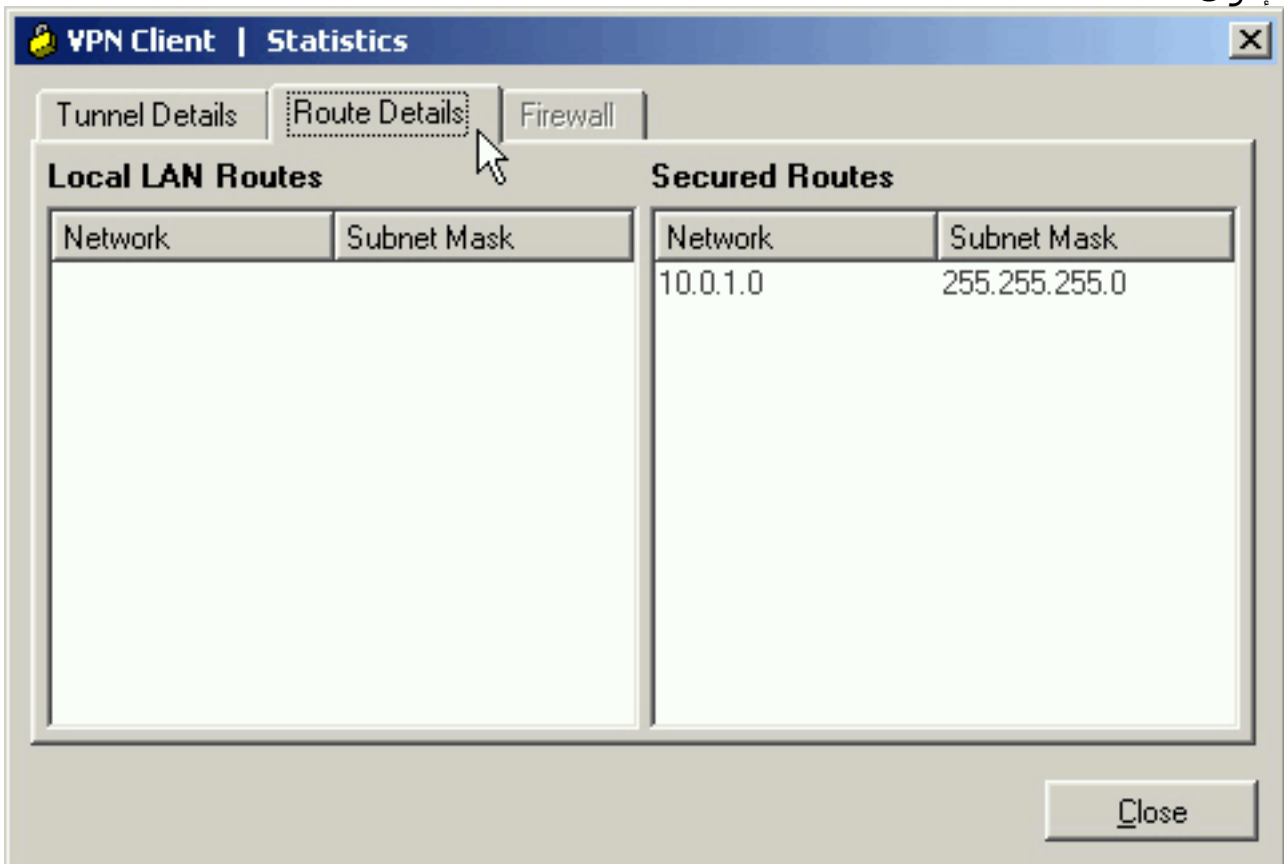 VPN Client | Statistics
Tunnel Details Route Details Firewall
Local LAN Routes Secured Routes
Network Subnet Mask Network Subnet Mask
10.0.1.0 255.255.255.0
Close